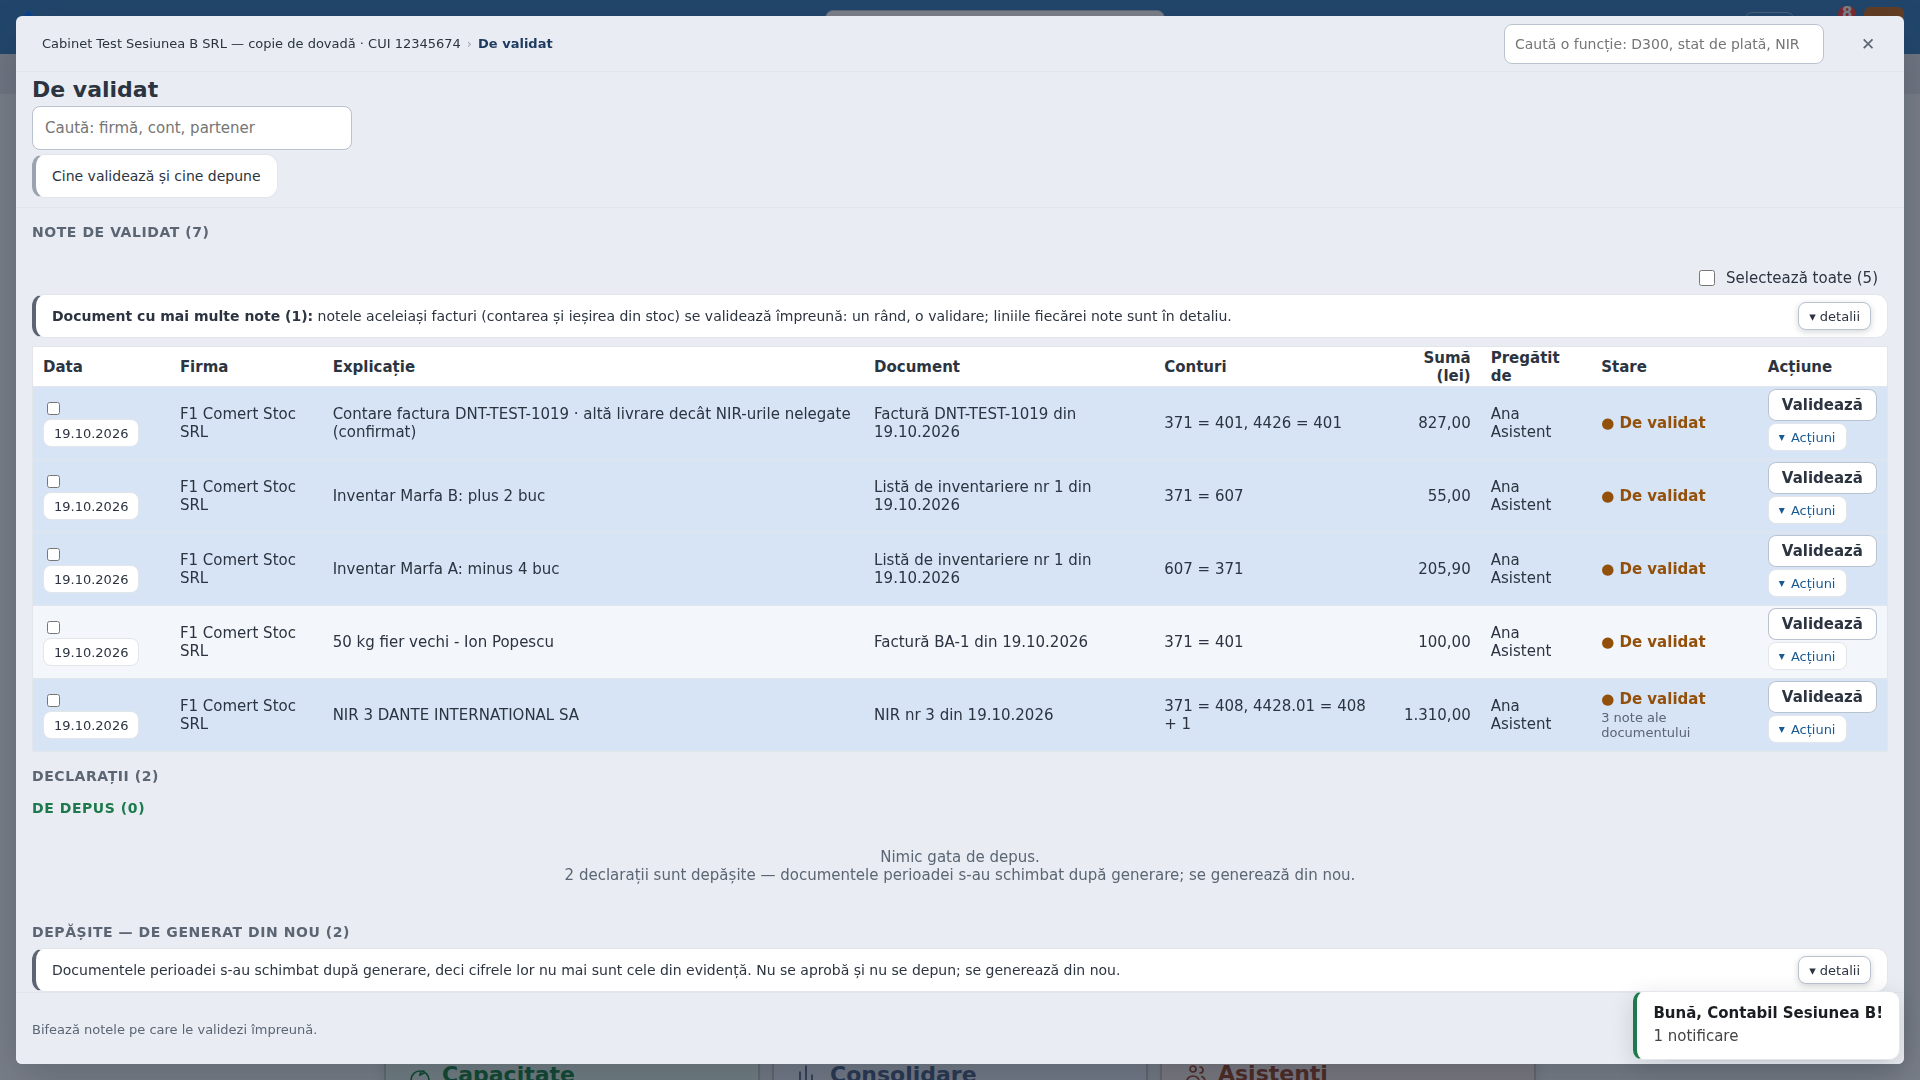 8
Cabinet Test Sesiunea B SRL — copie de dovadă · CUI 12345674 › De validat
Caută o funcție: D300, stat de plată, NIR
×
De validat
Caută: firmă, cont, partener
Cine validează și cine depune
NOTE DE VALIDAT (7)
Selectează toate (5)
Document cu mai multe note (1): notele aceleiași facturi (contarea și ieșirea din stoc) se validează împreună: un rând, o validare; liniile fiecărei note sunt în detaliu.
▾ detalii
Data Firma Explicație Document Conturi Sumă (lei) Pregătit de Stare Acțiune
19.10.2026 F1 Comert Stoc SRL Contare factura DNT-TEST-1019 · altă livrare decât NIR-urile nelegate (confirmat) Factură DNT-TEST-1019 din 19.10.2026 371 = 401, 4426 = 401 827,00 Ana Asistent ● De validat Validează ▾ Acțiuni
19.10.2026 F1 Comert Stoc SRL Inventar Marfa B: plus 2 buc Listă de inventariere nr 1 din 19.10.2026 371 = 607 55,00 Ana Asistent ● De validat Validează ▾ Acțiuni
19.10.2026 F1 Comert Stoc SRL Inventar Marfa A: minus 4 buc Listă de inventariere nr 1 din 19.10.2026 607 = 371 205,90 Ana Asistent ● De validat Validează ▾ Acțiuni
19.10.2026 F1 Comert Stoc SRL 50 kg fier vechi - Ion Popescu Factură BA-1 din 19.10.2026 371 = 401 100,00 Ana Asistent ● De validat Validează ▾ Acțiuni
19.10.2026 F1 Comert Stoc SRL NIR 3 DANTE INTERNATIONAL SA NIR nr 3 din 19.10.2026 371 = 408, 4428.01 = 408 + 1 1.310,00 Ana Asistent ● De validat 3 note ale documentului Validează ▾ Acțiuni
DECLARAȚII (2)
DE DEPUS (0)
Nimic gata de depus.
2 declarații sunt depășite — documentele perioadei s-au schimbat după generare; se generează din nou.
DEPĂȘITE — DE GENERAT DIN NOU (2)
Documentele perioadei s-au schimbat după generare, deci cifrele lor nu mai sunt cele din evidență. Nu se aprobă și nu se depun; se generează din nou.
▾ detalii
Bifează notele pe care le validezi împreună.
Bună, Contabil Sesiunea B!
1 notificare
Capacitate
Consolidare
Asistenți